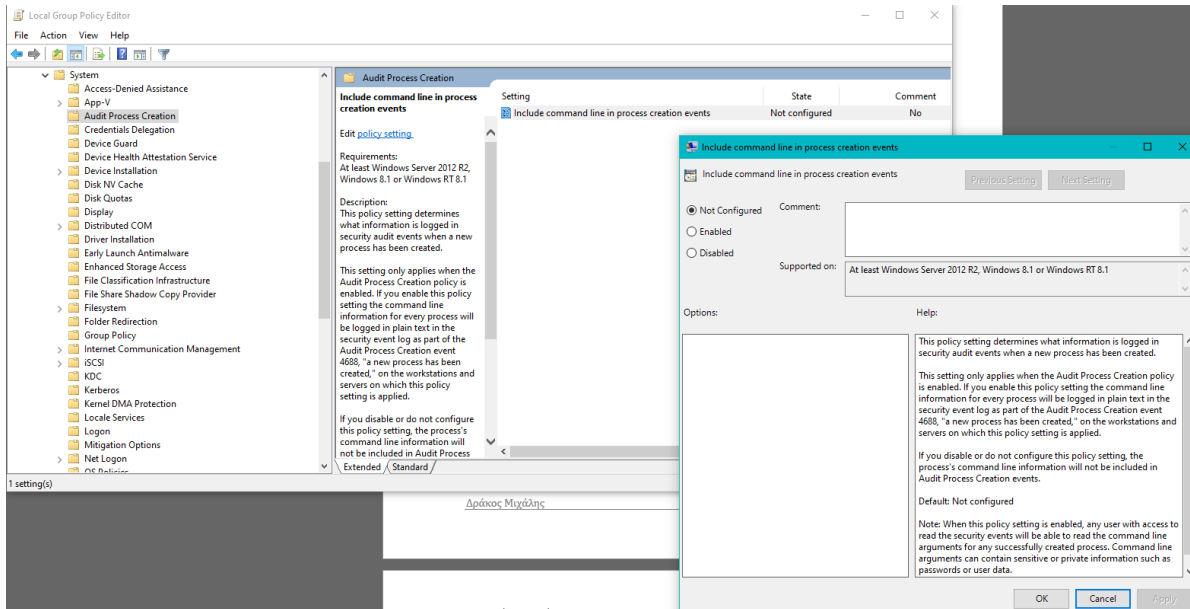 Local Group Policy Editor
File Action View Help
System
Access-Denied Assistance
App-V
Audit Process Creation
Credentials Delegation
Device Guard
Device Health Attestation Service
Device Installation
Disk NV Cache
Disk Quotas
Display
Distributed COM
Driver Installation
Early Launch Antimalware
Enhanced Storage Access
File Classification Infrastructure
File Share Shadow Copy Provider
Filesystem
Folder Redirection
Group Policy
Internet Communication Management
iSCSI
KDC
Kerberos
Kernel DMA Protection
Locale Services
Logon
Mitigation Options
Net Logon
OS Policies
1 setting(s)
Audit Process Creation
Include command line in process
creation events
Edit policy setting
Requirements:
At least Windows Server 2012 R2,
Windows 8.1 or Windows RT 8.1
Description:
This policy setting determines
what information is logged in
security audit events when a new
process has been created.
This setting only applies when the
Audit Process Creation policy is
enabled. If you enable this policy
setting the command line
information for every process will
be logged in plain text in the
security event log as part of the
Audit Process Creation event
4688, "a new process has been
created," on the workstations and
servers on which this policy
setting is applied.
If you disable or do not configure
this policy setting, the process's
command line information will
not be included in Audit Process
Extended Standard
Setting State Comment
Include command line in process creation events Not configured No
Include command line in process creation events
Include command line in process creation events
Previous Setting Next Setting
Not Configured
Enabled
Disabled
Comment:
Supported on:
At least Windows Server 2012 R2, Windows 8.1 or Windows RT 8.1
Options:
Help:
This policy setting determines what information is logged in
security audit events when a new process has been created.
This setting only applies when the Audit Process Creation policy
is enabled. If you enable this policy setting the command line
information for every process will be logged in plain text in the
security event log as part of the Audit Process Creation event
4688, "a new process has been created," on the workstations and
servers on which this policy setting is applied.
If you disable or do not configure this policy setting, the
process's command line information will not be included in
Audit Process Creation events.
Default: Not configured
Note: When this policy setting is enabled, any user with access to
read the security events will be able to read the command line
arguments for any successfully created process. Command line
arguments can contain sensitive or private information such as
passwords or user data.
OK Cancel Apply
Δράκος Μιχάλης